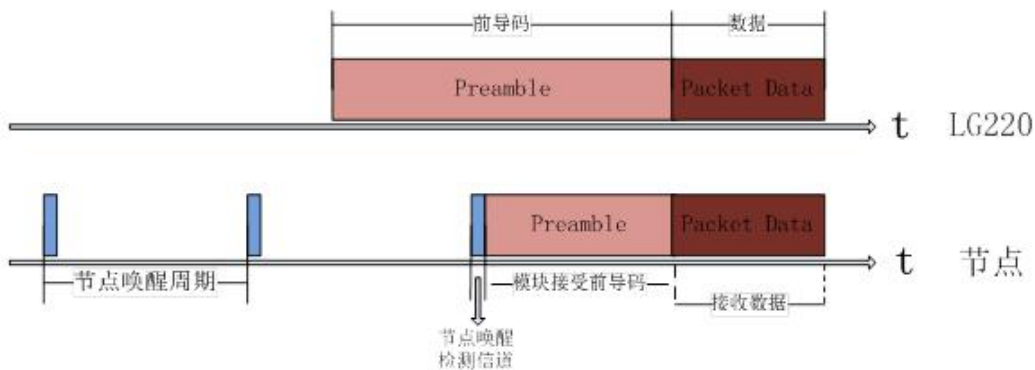 前导码
数据
Preamble
Packet Data
t
LG220
Preamble
Packet Data
t
节点
节点唤醒周期
模块接受前导码
接收数据
节点唤醒
检测信道